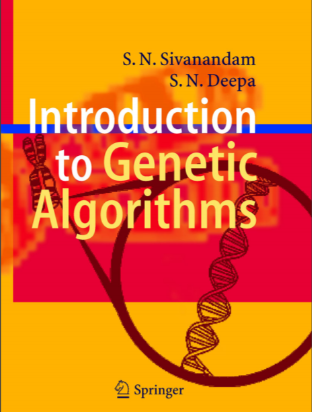 S. N. Sivanandam
S. N. Deepa
Introduction
to Genetic
Algorithms
Springer